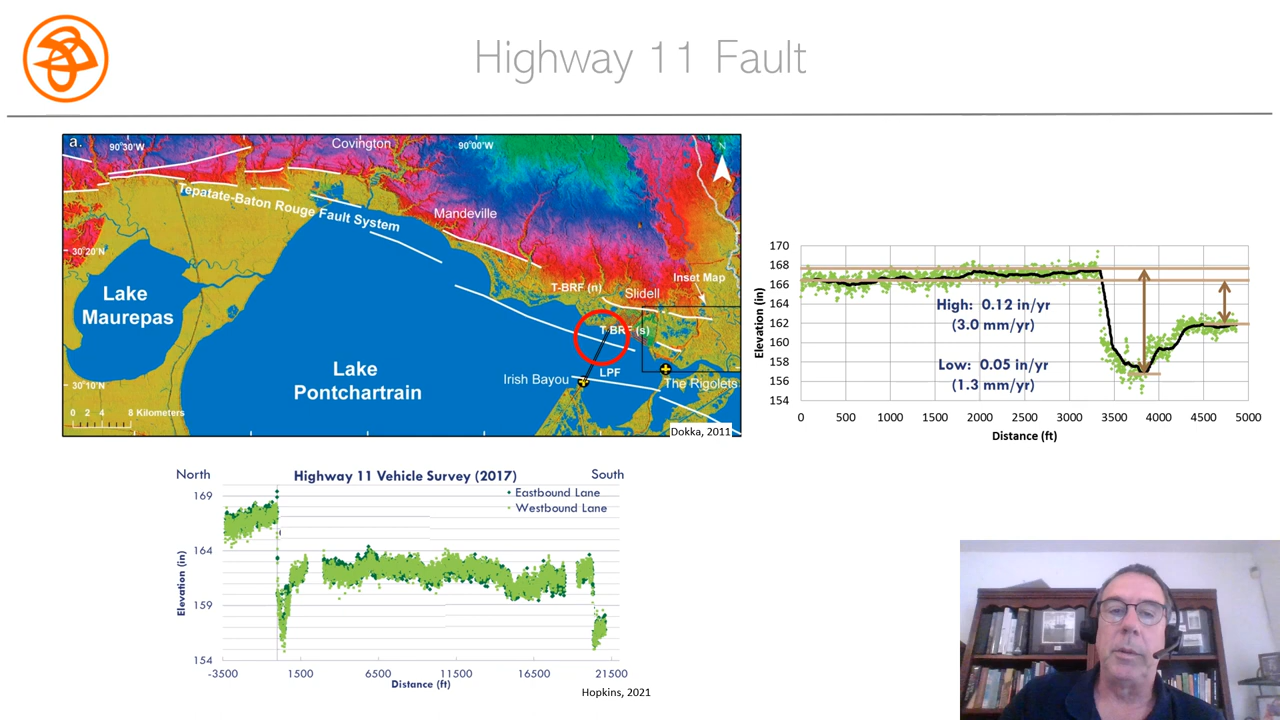 Highway 11 Fault
a.
90°30'W
Covington
90°00'W
N
Tepatate-Baton Rouge Fault System
Mandeville
30°20'N
Inset Map
T-BRF (n)
Slidell
Lake
Maurepas
T-BRF (s)
Lake
Pontchartrain
LPF
Irish Bayou
The Rigolets
30°10'N
0 2 4 8 Kilometers
Dokka, 2011
170
168
166
164
162
160
158
156
154
Elevation (in)
High: 0.12 in/yr
(3.0 mm/yr)
Low: 0.05 in/yr
(1.3 mm/yr)
0 500 1000 1500 2000 2500 3000 3500 4000 4500 5000
Distance (ft)
North
Highway 11 Vehicle Survey (2017)
South
Eastbound Lane
Westbound Lane
169
164
159
154
Elevation (in)
-3500 1500 6500 11500 16500 21500
Distance (ft)
Hopkins, 2021